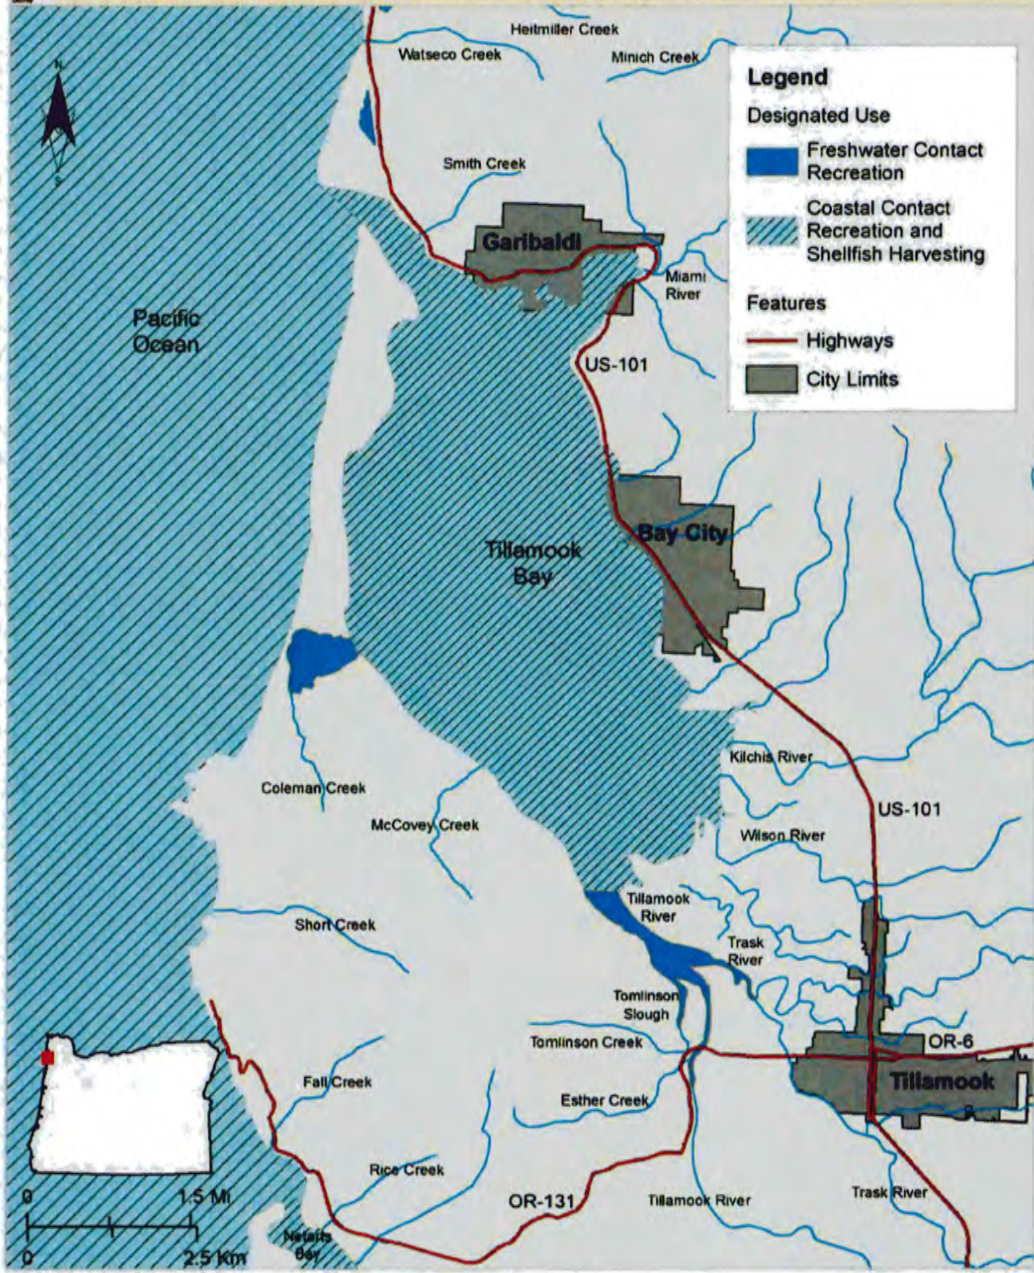 Heitmiller Creek
Watseco Creek
Minich Creek
N
S
Legend
Designated Use
Freshwater Contact
Recreation
Coastal Contact
Recreation and
Shellfish Harvesting
Features
Highways
City Limits
Smith Creek
Garibaldi
Miami
River
Pacific
Ocean
US-101
Bay City
Tillamook
Bay
Kilchis River
Coleman Creek
US-101
McCovey Creek
Wilson River
Tillamook
River
Short Creek
Trask
River
Tomlinson
Slough
Tomlinson Creek
OR-6
Fall Creek
Tillamook
Esther Creek
Rice Creek
0
1.5 Mi
OR-131
Tillamook River
Trask River
Netarts
Bay
0
2.5 Km